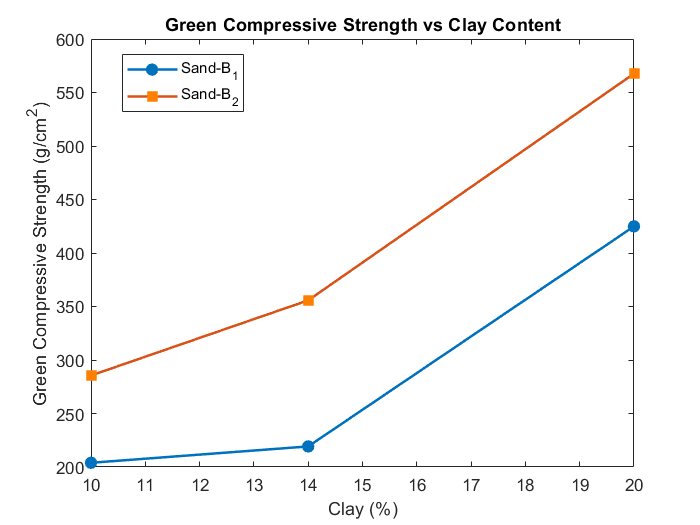 Green Compressive Strength vs Clay Content
Sand-B1
Sand-B2
Green Compressive Strength (g/cm2)
600
550
500
450
400
350
300
250
200
10 11 12 13 14 15 16 17 18 19 20
Clay (%)